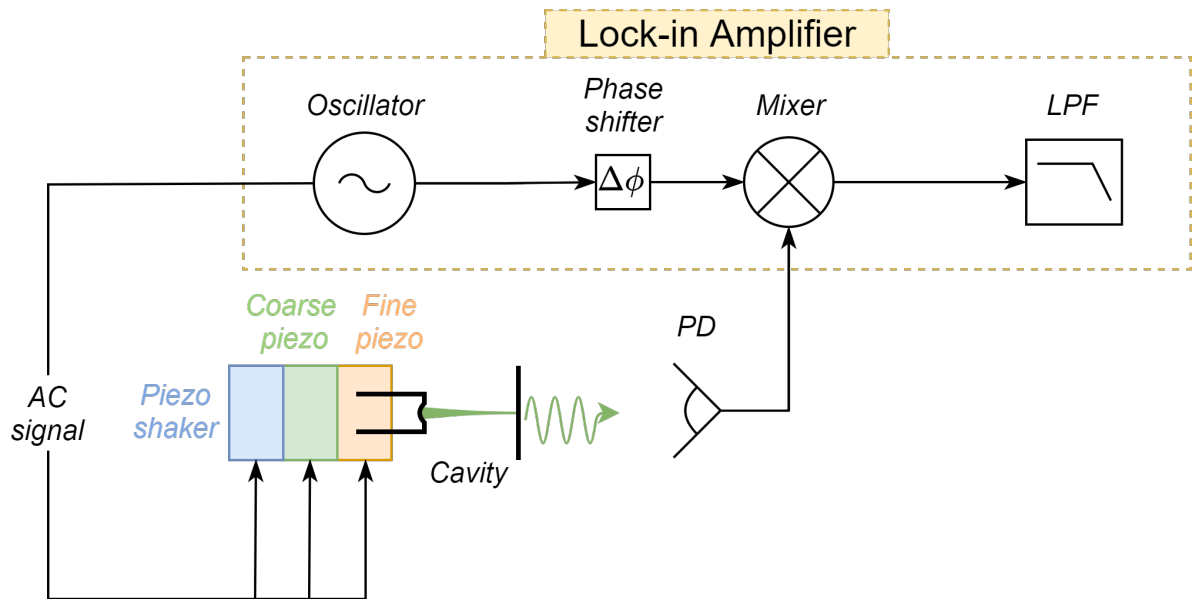 Lock-in Amplifier
Oscillator
Phase
shifter
Mixer
LPF
Δϕ
Coarse
piezo
Fine
piezo
PD
AC
signal
Piezo
shaker
Cavity